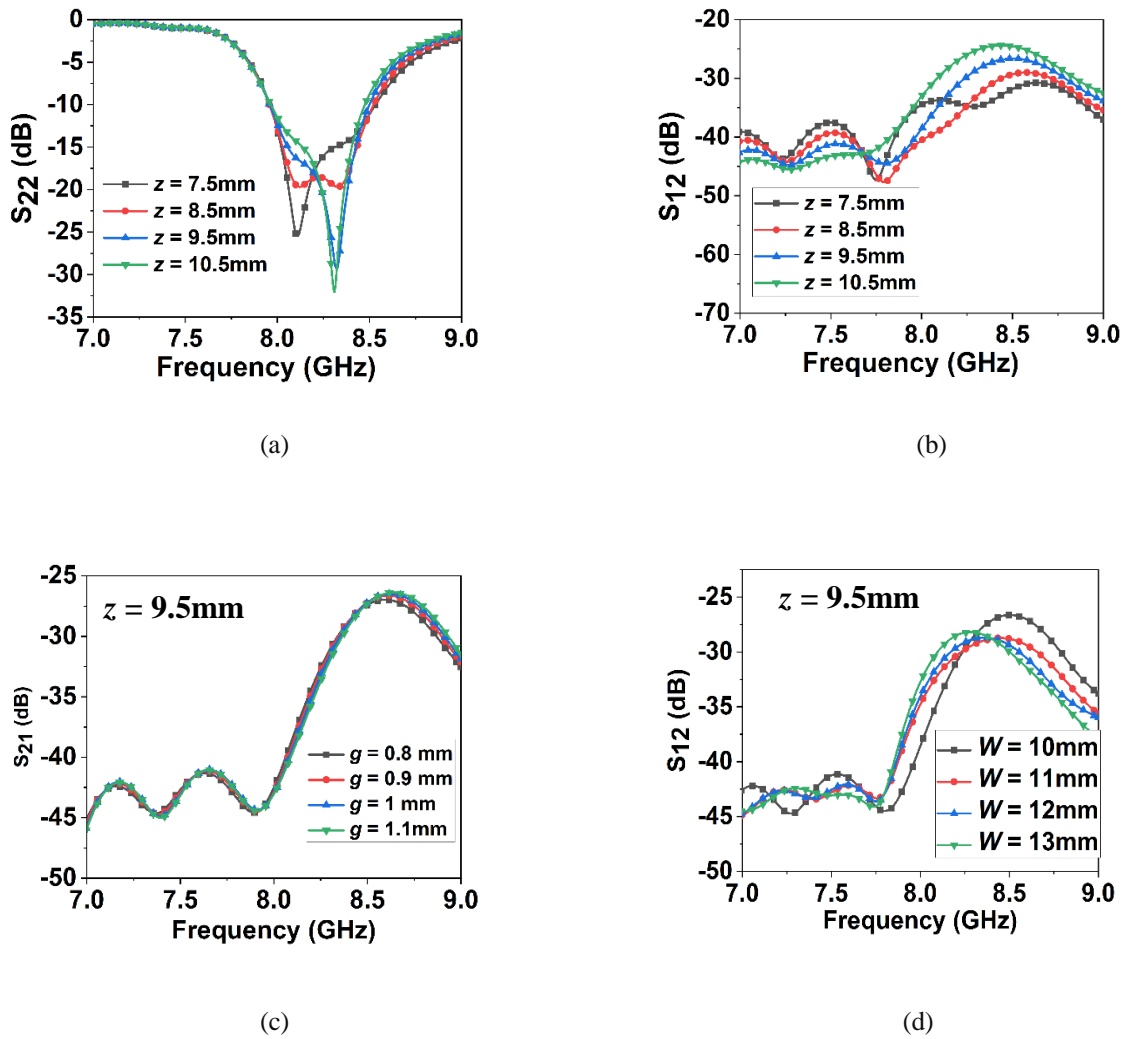 0
-5
-10
-15
-20
-25
-30
-35
S22 (dB)
z = 7.5mm
z = 8.5mm
z = 9.5mm
z = 10.5mm
7.0 7.5 8.0 8.5 9.0
Frequency (GHz)
(a)
-20
-30
-40
-50
-60
-70
S12 (dB)
z = 7.5mm
z = 8.5mm
z = 9.5mm
z = 10.5mm
7.0 7.5 8.0 8.5 9.0
Frequency (GHz)
(b)
-25
-30
-35
-40
-45
-50
S21 (dB)
z = 9.5mm
g = 0.8 mm
g = 0.9 mm
g = 1 mm
g = 1.1mm
7.0 7.5 8.0 8.5 9.0
Frequency (GHz)
(c)
-25
-30
-35
-40
-45
-50
S12 (dB)
z = 9.5mm
W = 10mm
W = 11mm
W = 12mm
W = 13mm
7.0 7.5 8.0 8.5 9.0
Frequency (GHz)
(d)